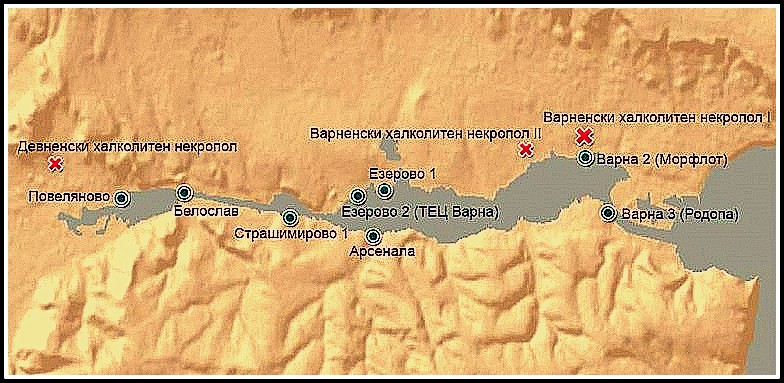 Варненски халколитен некропол I
Варненски халколитен некропол II
Девненски халколитен некропол
Варна 2 (Морфлот)
Езерово 1
Повеляново
Белослав
Езерово 2 (ТЕЦ Варна)
Варна 3 (Родопа)
Страшимирово 1
Арсенала